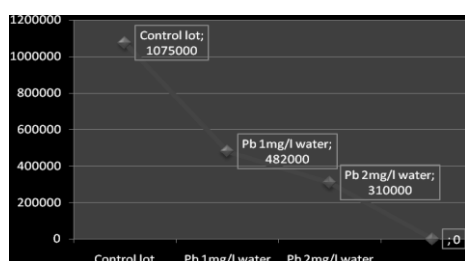 1200000
1000000
800000
600000
400000
200000
0
Control lot;
1075000
Pb 1mg/l water;
482000
Pb 2mg/l water;
310000
; 0
Control lot Pb 1mg/l water Pb 2mg/l water